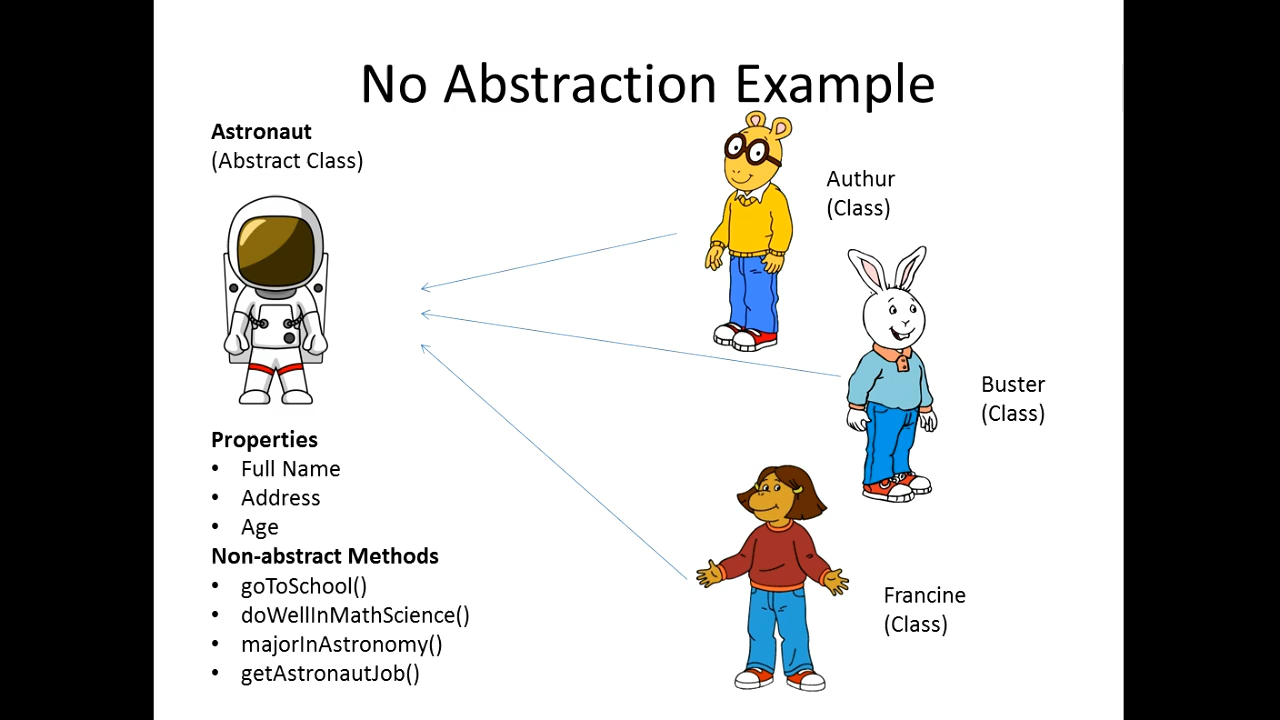 No Abstraction Example
Astronaut
(Abstract Class)
Authur
(Class)
Buster
(Class)
Properties
• Full Name
• Address
• Age
Non-abstract Methods
• goToSchool()
• doWellInMathScience()
• majorInAstronomy()
• getAstronautJob()
Francine
(Class)